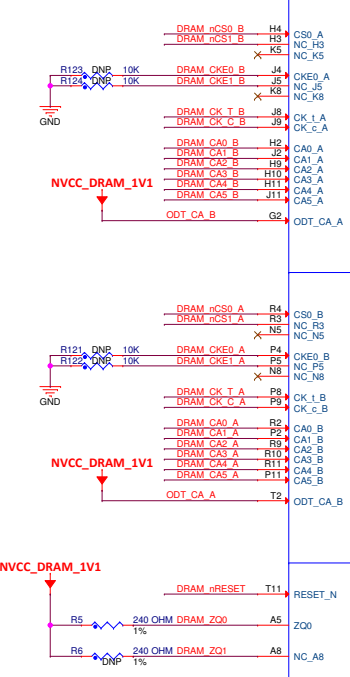 DRAM_nCS0_B H4 CS0_A
DRAM_nCS1_B H3 NC_H3
K5 NC_K5
R123 DNP 10K DRAM_CKE0_B J4 CKE0_A
R124 DNP 10K DRAM_CKE1_B J5 NC_J5
K8 NC_K8
GND
DRAM_CK_T_B J8 CK_t_A
DRAM_CK_C_B J9 CK_c_A
DRAM_CA0_B H2 CA0_A
DRAM_CA1_B J2 CA1_A
DRAM_CA2_B H9 CA2_A
DRAM_CA3_B H10 CA3_A
DRAM_CA4_B H11 CA4_A
DRAM_CA5_B J11 CA5_A
NVCC_DRAM_1V1
ODT_CA_B G2 ODT_CA_A
DRAM_nCS0_A R4 CS0_B
DRAM_nCS1_A R3 NC_R3
N5 NC_N5
R121 DNP 10K DRAM_CKE0_A P4 CKE0_B
R122 DNP 10K DRAM_CKE1_A P5 NC_P5
N8 NC_N8
GND
DRAM_CK_T_A P8 CK_t_B
DRAM_CK_C_A P9 CK_c_B
DRAM_CA0_A R2 CA0_B
DRAM_CA1_A P2 CA1_B
DRAM_CA2_A R9 CA2_B
DRAM_CA3_A R10 CA3_B
DRAM_CA4_A R11 CA4_B
DRAM_CA5_A P11 CA5_B
NVCC_DRAM_1V1
ODT_CA_A T2 ODT_CA_B
NVCC_DRAM_1V1
DRAM_nRESET T11 RESET_N
R5 240 OHM DRAM_ZQ0 A5 ZQ0
1%
R6 240 OHM DRAM_ZQ1 A8 NC_A8
DNP 1%